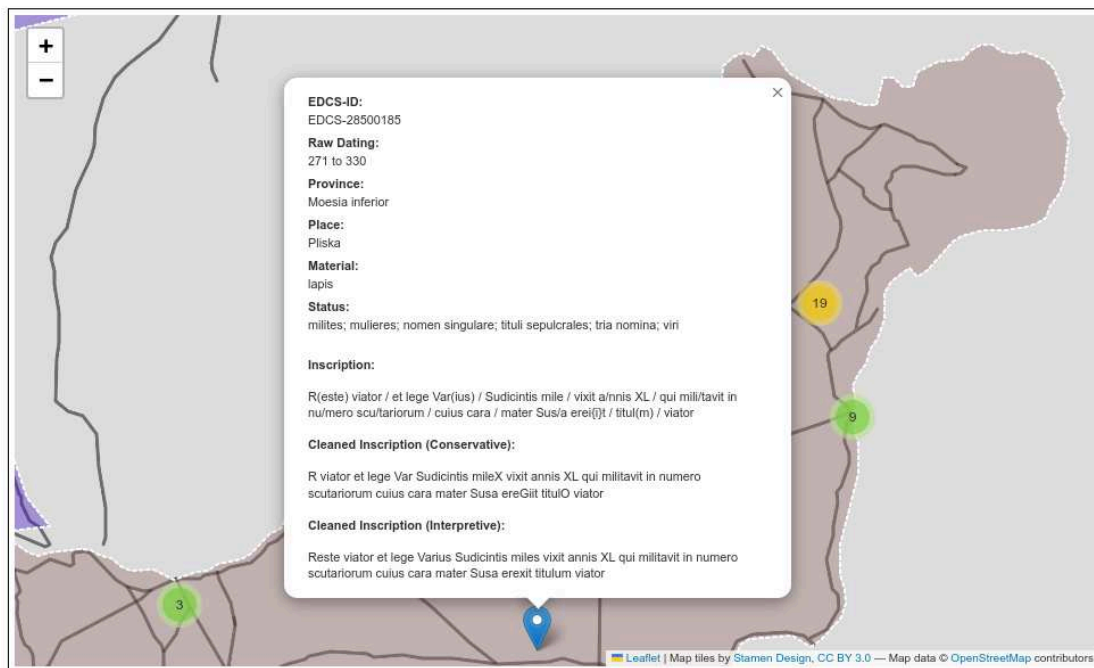 +
−
×
EDCS-ID:
EDCS-28500185
Raw Dating:
271 to 330
Province:
Moesia inferior
Place:
Pliska
Material:
lapis
Status:
milites; mulieres; nomen singulare; tituli sepulcrales; tria nomina; viri
Inscription:
R(este) viator / et lege Var(ius) / Sudicintis mile / vixit a/nnis XL / qui mili/tavit in
nu/mero scu/tariorum / cuius cara / mater Sus/a erei{i}t / titul(m) / viator
Cleaned Inscription (Conservative):
R viator et lege Var Sudicintis mileX vixit annis XL qui militavit in numero
scutariorum cuius cara mater Susa ereGiit titulO viator
Cleaned Inscription (Interpretive):
Reste viator et lege Varius Sudicintis miles vixit annis XL qui militavit in numero
scutariorum cuius cara mater Susa erexit titulum viator
19
9
3
Leaflet | Map tiles by Stamen Design, CC BY 3.0 — Map data © OpenStreetMap contributors